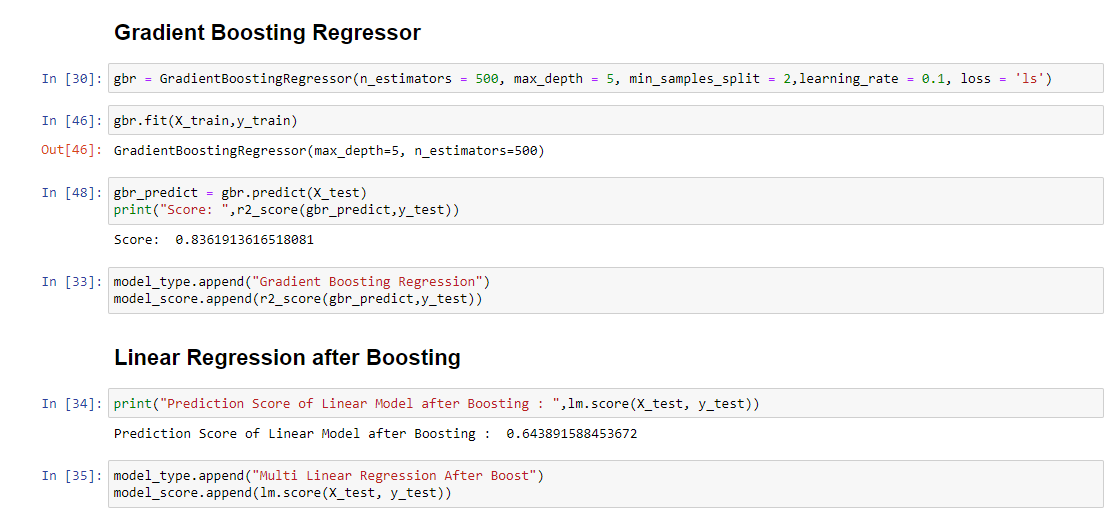 Gradient Boosting Regressor
In [30]: gbr = GradientBoostingRegressor(n_estimators = 500, max_depth = 5, min_samples_split = 2,learning_rate = 0.1, loss = 'ls')
In [46]: gbr.fit(X_train,y_train)
Out[46]: GradientBoostingRegressor(max_depth=5, n_estimators=500)
In [48]: gbr_predict = gbr.predict(X_test)
print("Score: ",r2_score(gbr_predict,y_test))
Score:  0.8361913616518081
In [33]: model_type.append("Gradient Boosting Regression")
model_score.append(r2_score(gbr_predict,y_test))
Linear Regression after Boosting
In [34]: print("Prediction Score of Linear Model after Boosting : ",lm.score(X_test, y_test))
Prediction Score of Linear Model after Boosting :  0.643891588453672
In [35]: model_type.append("Multi Linear Regression After Boost")
model_score.append(lm.score(X_test, y_test))